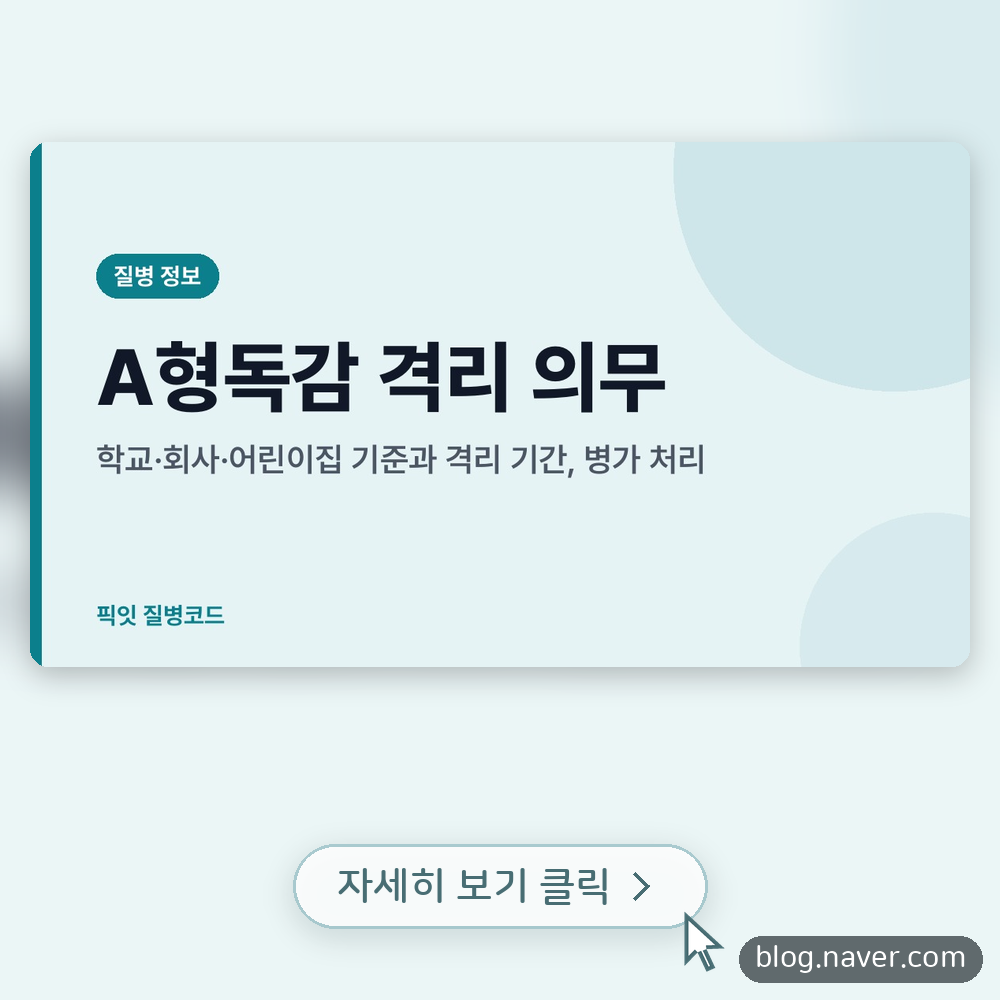 질병 정보
A형독감 격리 의무
학교·회사·어린이집 기준과 격리 기간, 병가 처리
픽잇 질병코드
자세히 보기 클릭
blog.naver.com